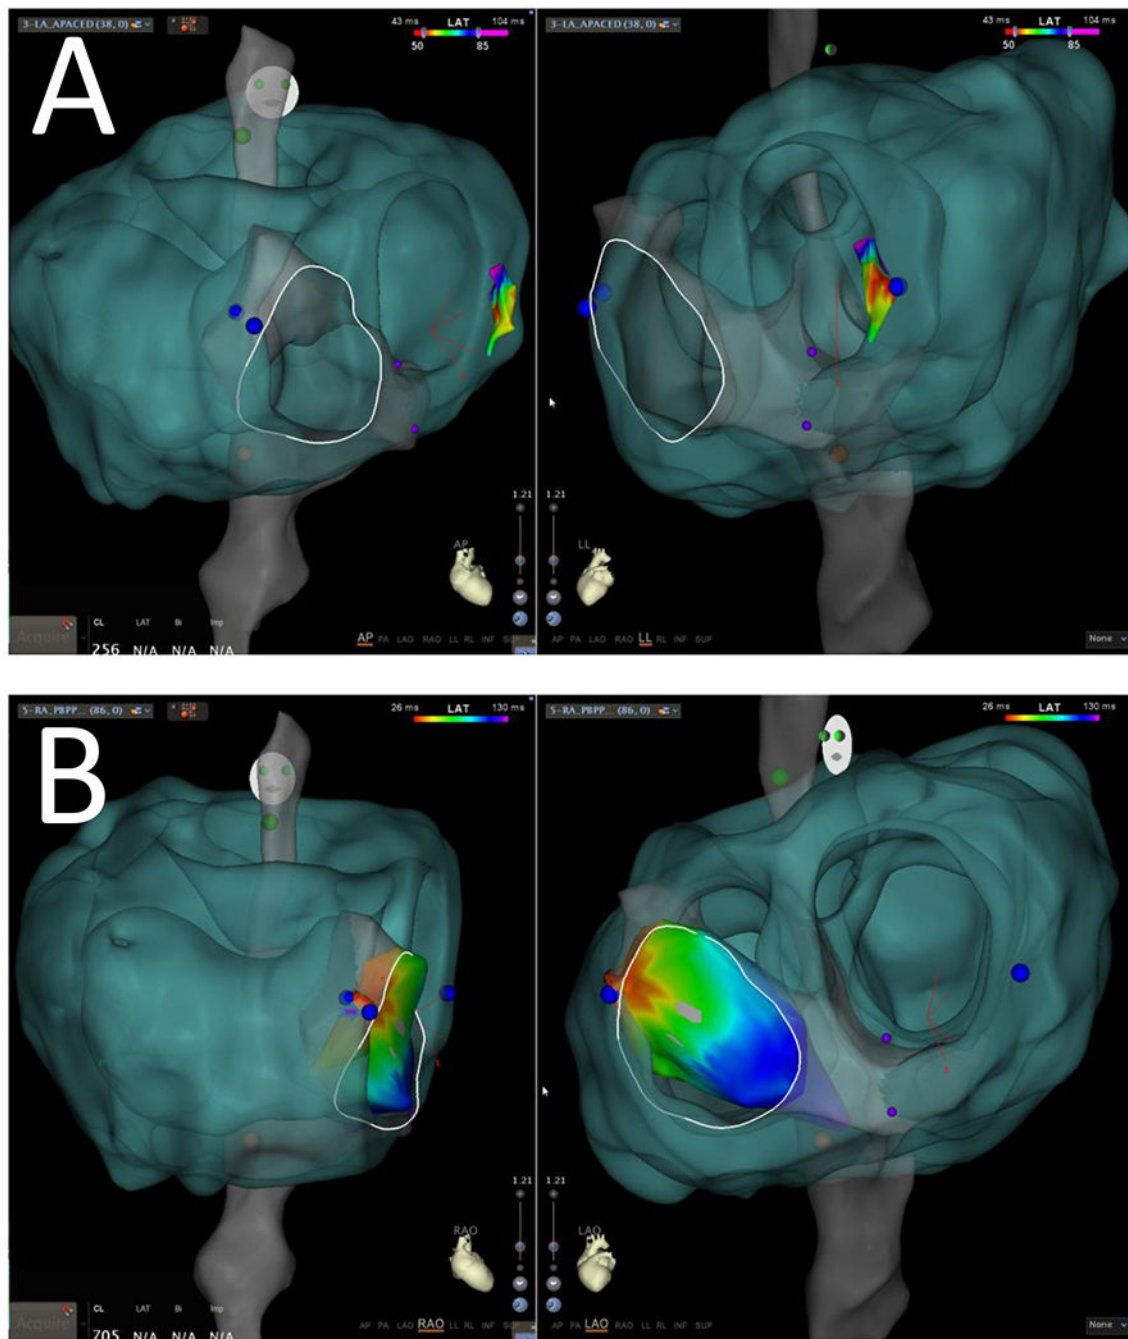 A
3-LA_APACED (38, 0)
43 ms LAT 104 ms
50 85
3-LA_APACED (38, 0)
43 ms LAT 104 ms
50 85
1.21
1.21
AP
LL
Acquire
CL LAT Bi Imp
256 N/A N/A N/A
AP PA LAO RAO LL RL INF SUP
AP PA LAO RAO LL RL INF SUP
None
B
5-RA_PBPP... (86, 0)
26 ms LAT 130 ms
5-RA_PBPP... (86, 0)
26 ms LAT 130 ms
1.21
1.21
RAO
LAO
Acquire
CL LAT Bi Imp
705 N/A N/A N/A
AP PA LAO RAO LL RL INF SUP
AP PA LAO RAO LL RL INF SUP
None